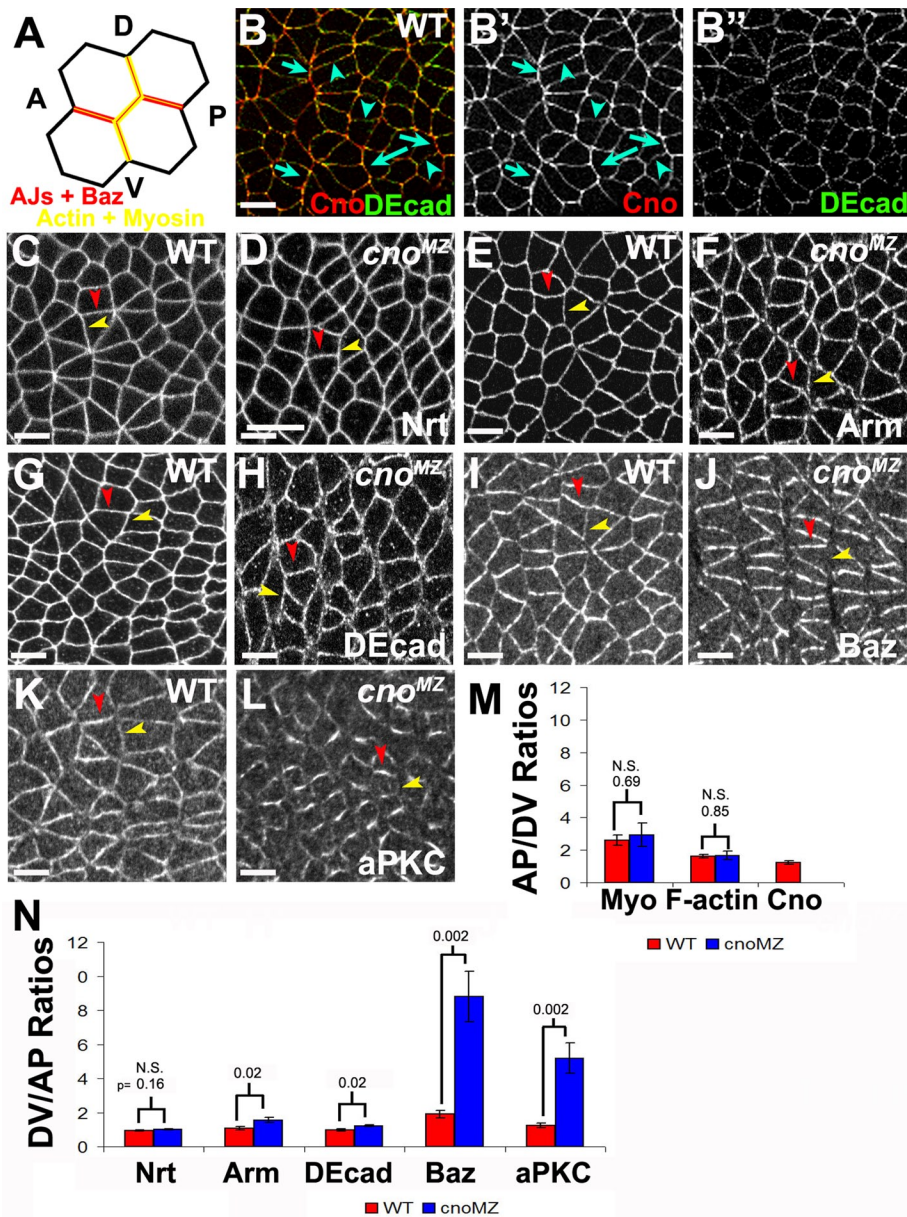 A
D
A
P
V
AJs + Baz
Actin + Myosin
B
WT
CnoDEcad
B'
Cno
B''
DEcad
C
WT
D
cnoMZ
Nrt
E
WT
F
cnoMZ
Arm
G
WT
H
cnoMZ
DEcad
I
WT
J
cnoMZ
Baz
K
WT
L
cnoMZ
aPKC
M
AP/DV Ratios
12
10
8
6
4
2
0
N.S.
0.69
N.S.
0.85
Myo F-actin Cno
WT
cnoMZ
N
DV/AP Ratios
12
10
8
6
4
2
0
p=
N.S.
0.16
0.02
0.02
0.002
0.002
Nrt
Arm
DEcad
Baz
aPKC
WT
cnoMZ